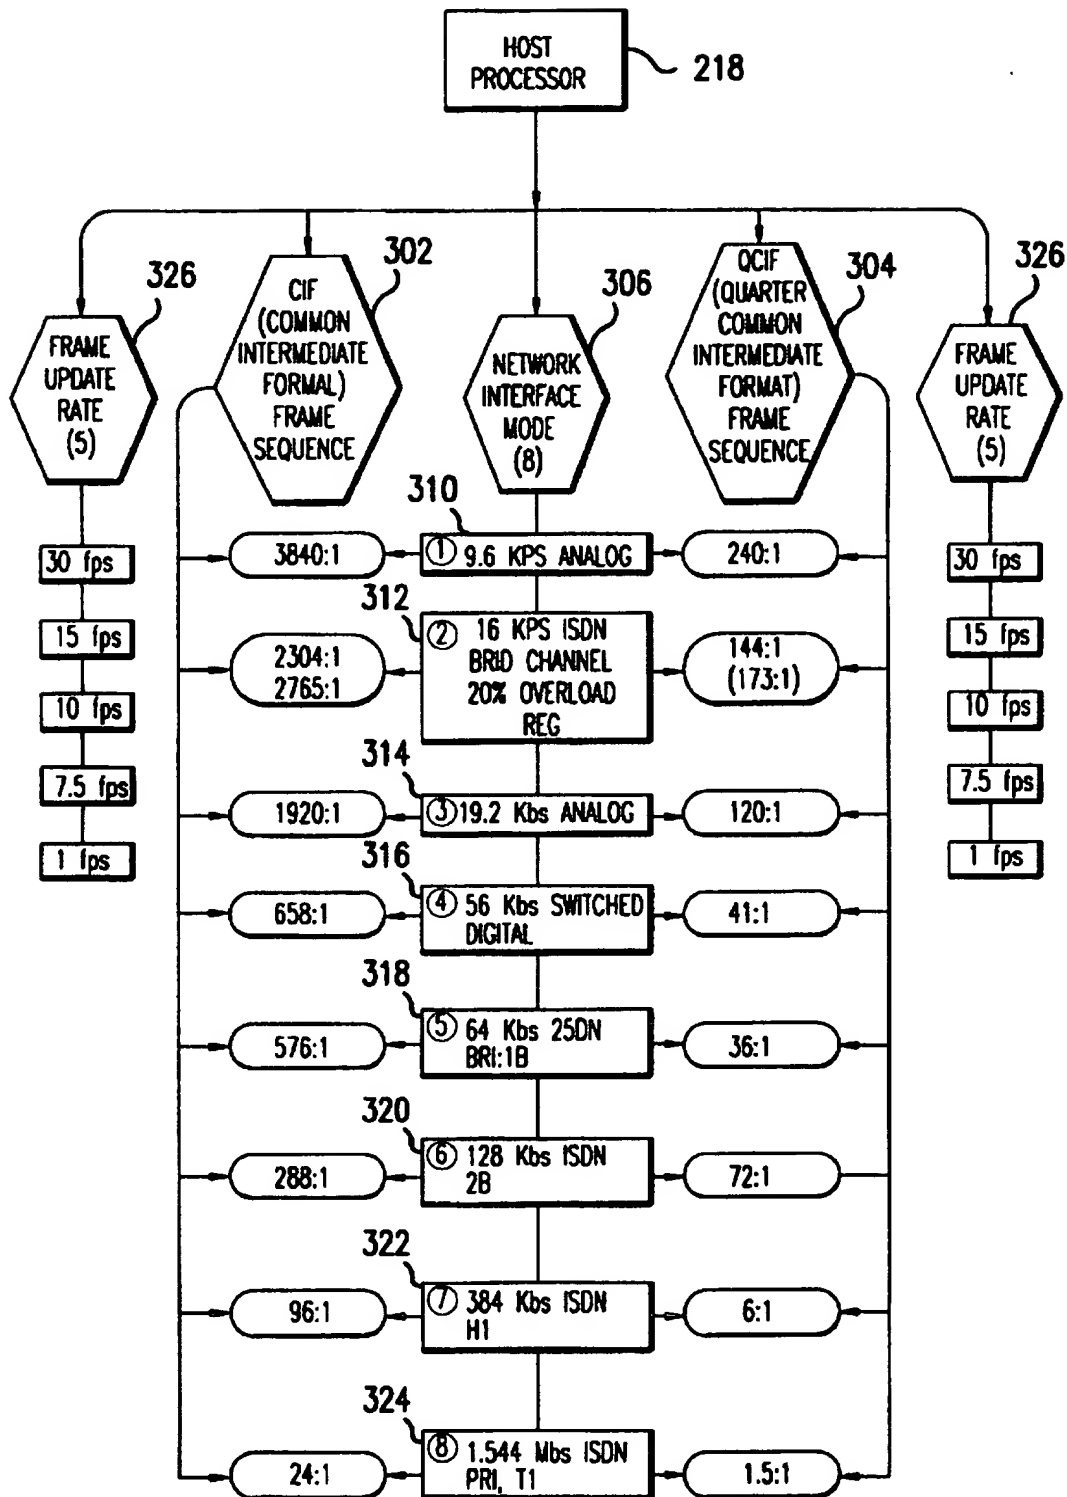 HOST
PROCESSOR
218
326
FRAME
UPDATE
RATE
(5)
302
CIF
(COMMON
INTERMEDIATE
FORMAL)
FRAME
SEQUENCE
306
NETWORK
INTERFACE
MODE
(8)
304
QCIF
(QUARTER
COMMON
INTERMEDIATE
FORMAT)
FRAME
SEQUENCE
326
FRAME
UPDATE
RATE
(5)
30 fps
15 fps
10 fps
7.5 fps
1 fps
310
3840:1
① 9.6 KPS ANALOG
240:1
312
2304:1
2765:1
② 16 KPS ISDN
BRID CHANNEL
20% OVERLOAD
REG
144:1
(173:1)
314
1920:1
③ 19.2 Kbs ANALOG
120:1
316
658:1
④ 56 Kbs SWITCHED
DIGITAL
41:1
318
576:1
⑤ 64 Kbs 25DN
BRI:1B
36:1
320
288:1
⑥ 128 Kbs ISDN
2B
72:1
322
96:1
⑦ 384 Kbs ISDN
H1
6:1
324
24:1
⑧ 1.544 Mbs ISDN
PRI, T1
1.5:1
30 fps
15 fps
10 fps
7.5 fps
1 fps